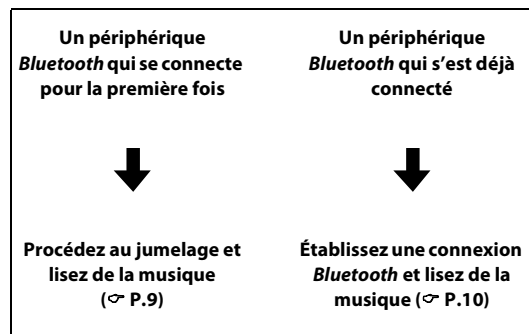 Un périphérique
Bluetooth qui se connecte
pour la première fois
Procédez au jumelage et
lisez de la musique
(☞ P.9)
Un périphérique
Bluetooth qui s'est déjà
connecté
Établissez une connexion
Bluetooth et lisez de la
musique (☞ P.10)